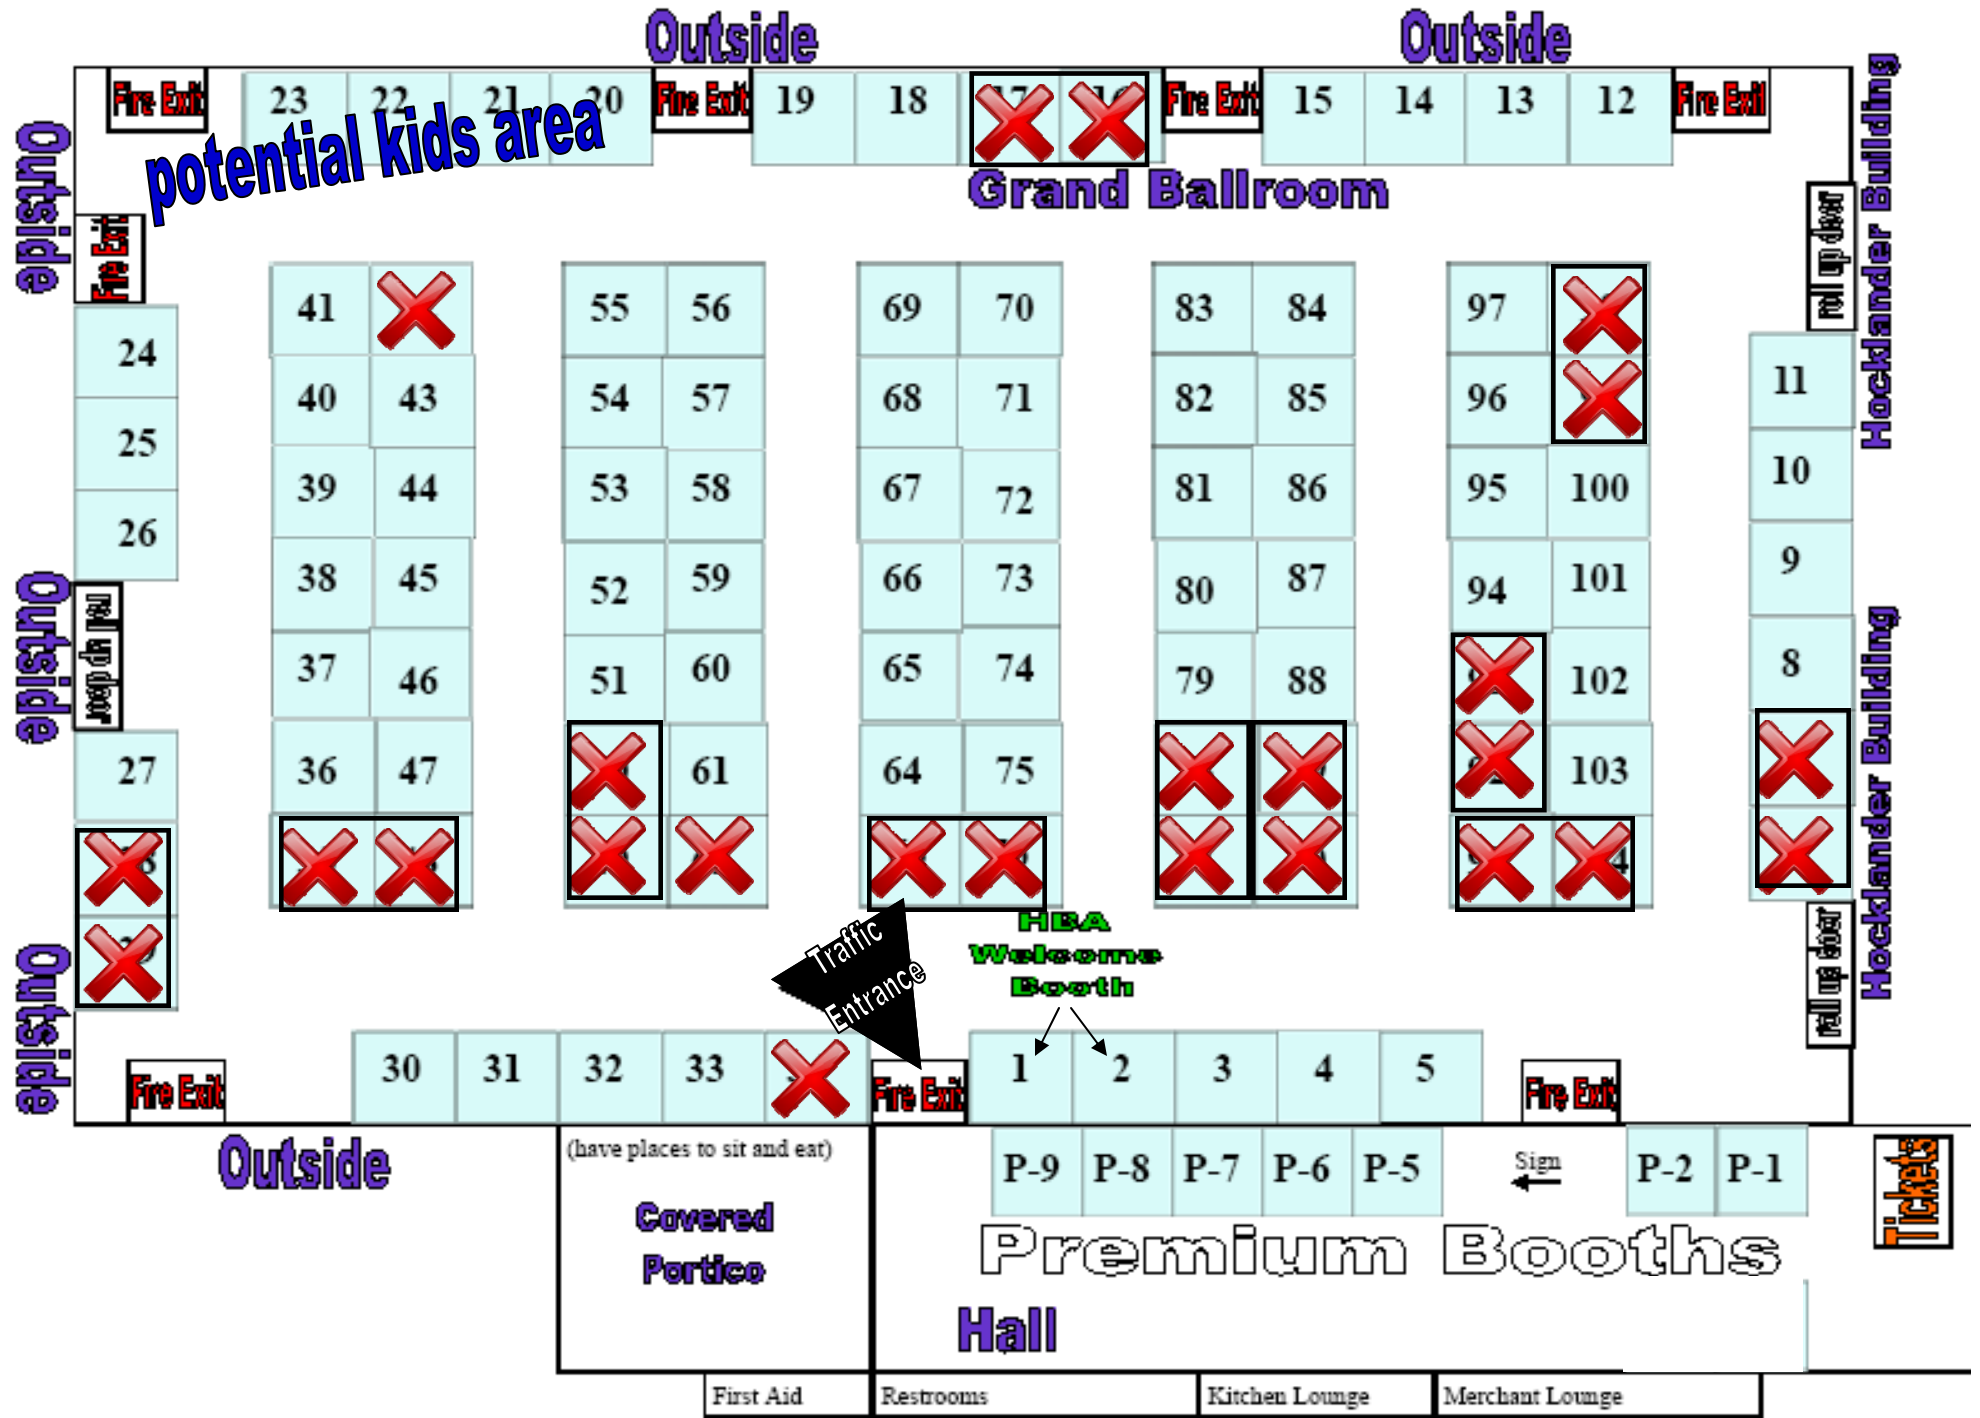 Outside
Outside
Fire Exit
23
22
21
20
Fire Exit
19
18
Fire Exit
15
14
13
12
Fire Exit
potential kids area
Grand Ballroom
Outside
Fire Exit
roll up door
Hocklander Building
41
55
56
69
70
83
84
97
24
40
43
54
57
68
71
82
85
96
11
25
39
44
53
58
67
72
81
86
95
100
10
26
38
45
52
59
66
73
80
87
94
101
9
Outside
roll up door
37
46
51
60
65
74
79
88
102
8
Hocklander Building
27
36
47
61
64
75
103
Outside
Traffic
Entrance
HBA
Welcome
Booth
roll up door
Fire Exit
30
31
32
33
Fire Exit
1
2
3
4
5
Fire Exit
Outside
(have places to sit and eat)
P-9
P-8
P-7
P-6
P-5
Sign
P-2
P-1
Tickets
Covered
Portico
Premium Booths
Hall
First Aid
Restrooms
Kitchen Lounge
Merchant Lounge